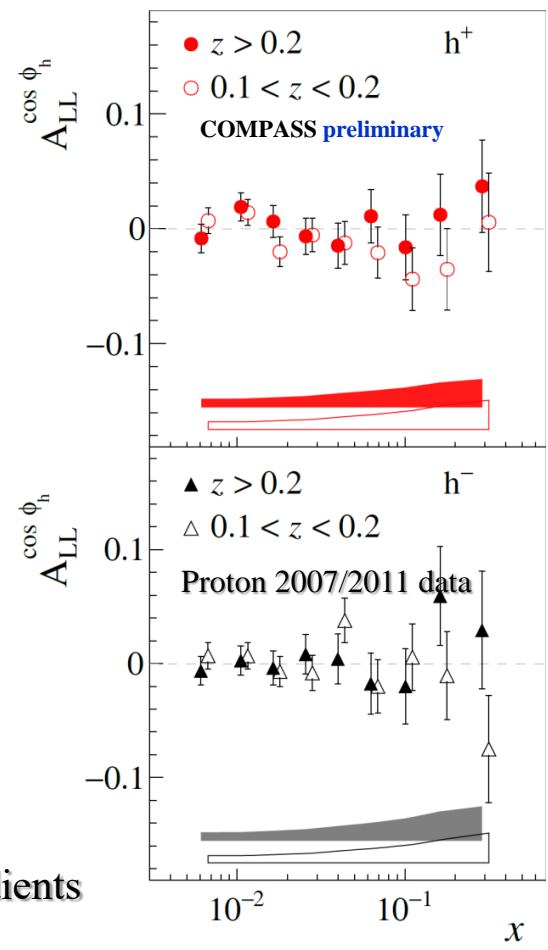 z > 0.2 h⁺
0.1 < z < 0.2
COMPASS preliminary
A_LL^cos ϕ_h
0.1
0
−0.1
z > 0.2 h⁻
0.1 < z < 0.2
Proton 2007/2011 data
A_LL^cos ϕ_h
0.1
0
−0.1
10⁻² 10⁻¹
x